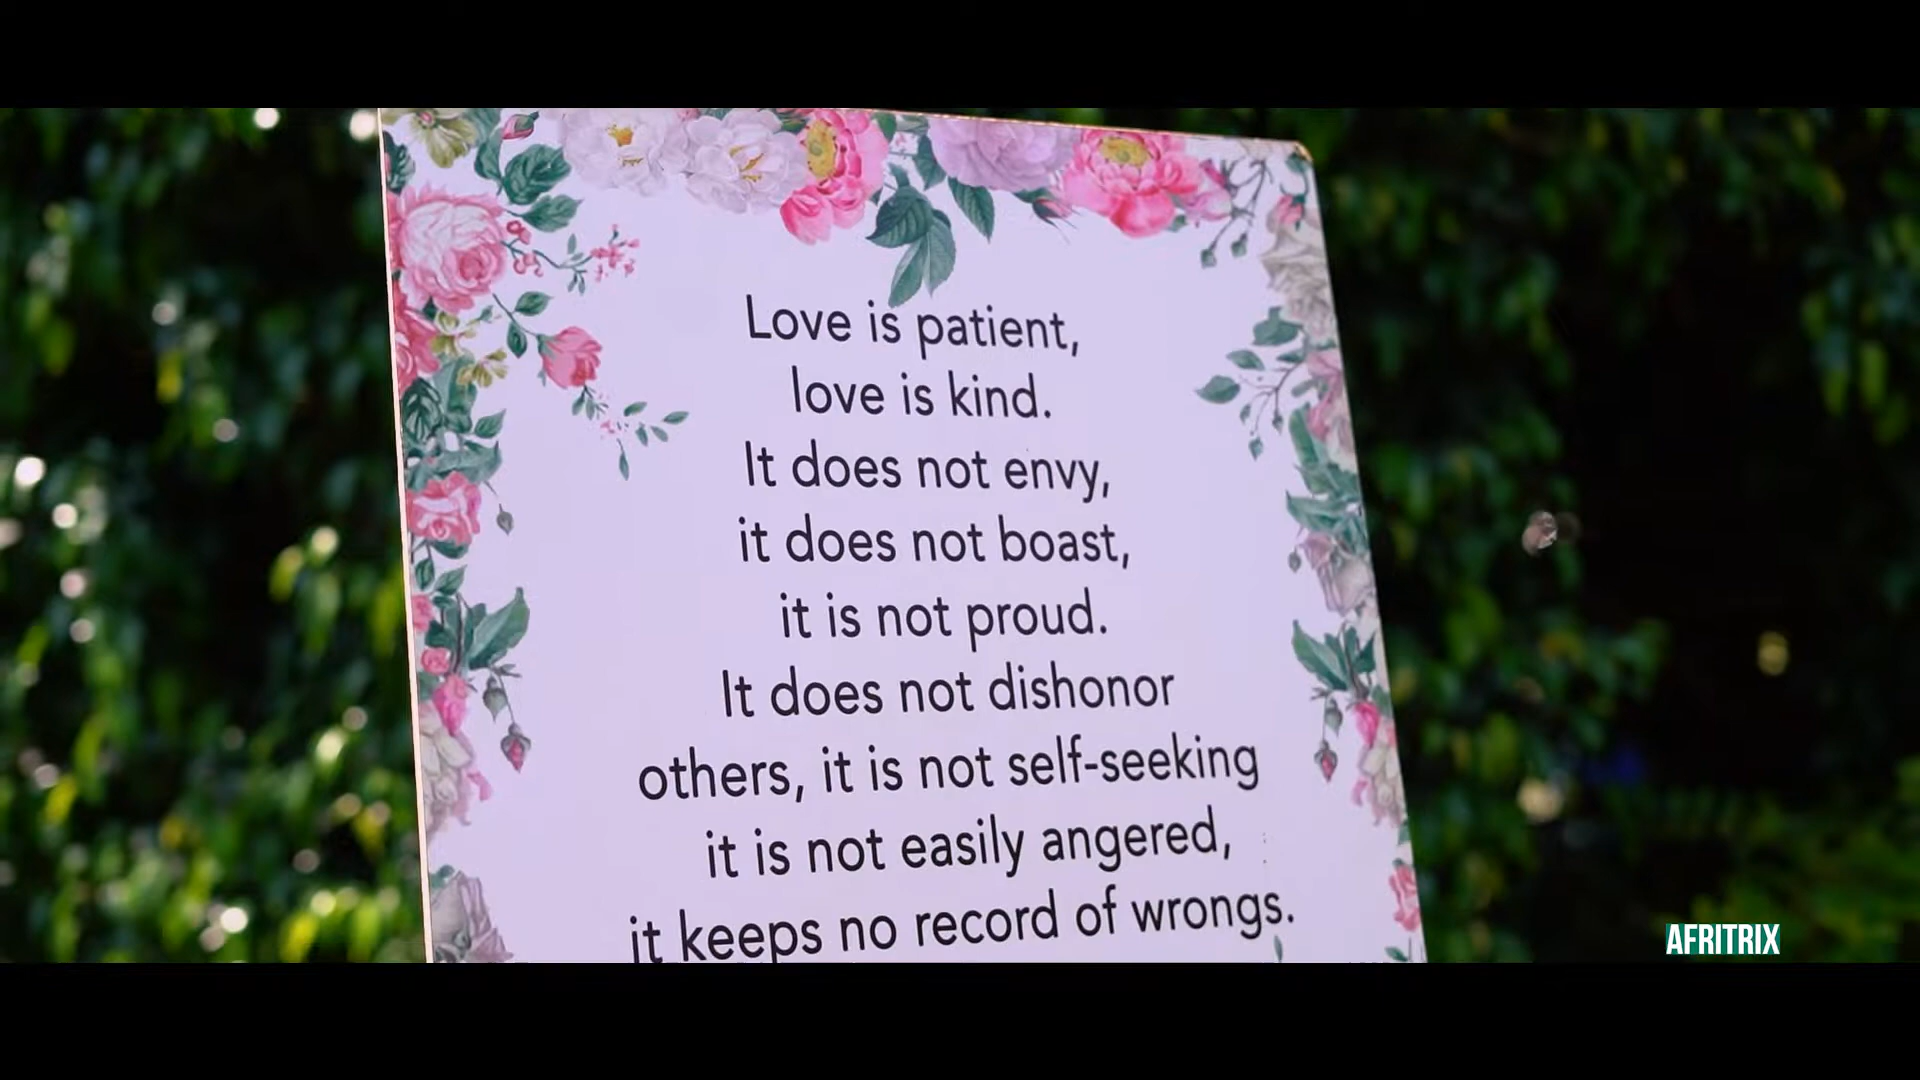 Love is patient,
love is kind.
It does not envy,
it does not boast,
it is not proud.
It does not dishonor
others, it is not self-seeking
it is not easily angered,
it keeps no record of wrongs.
AFRITRIX